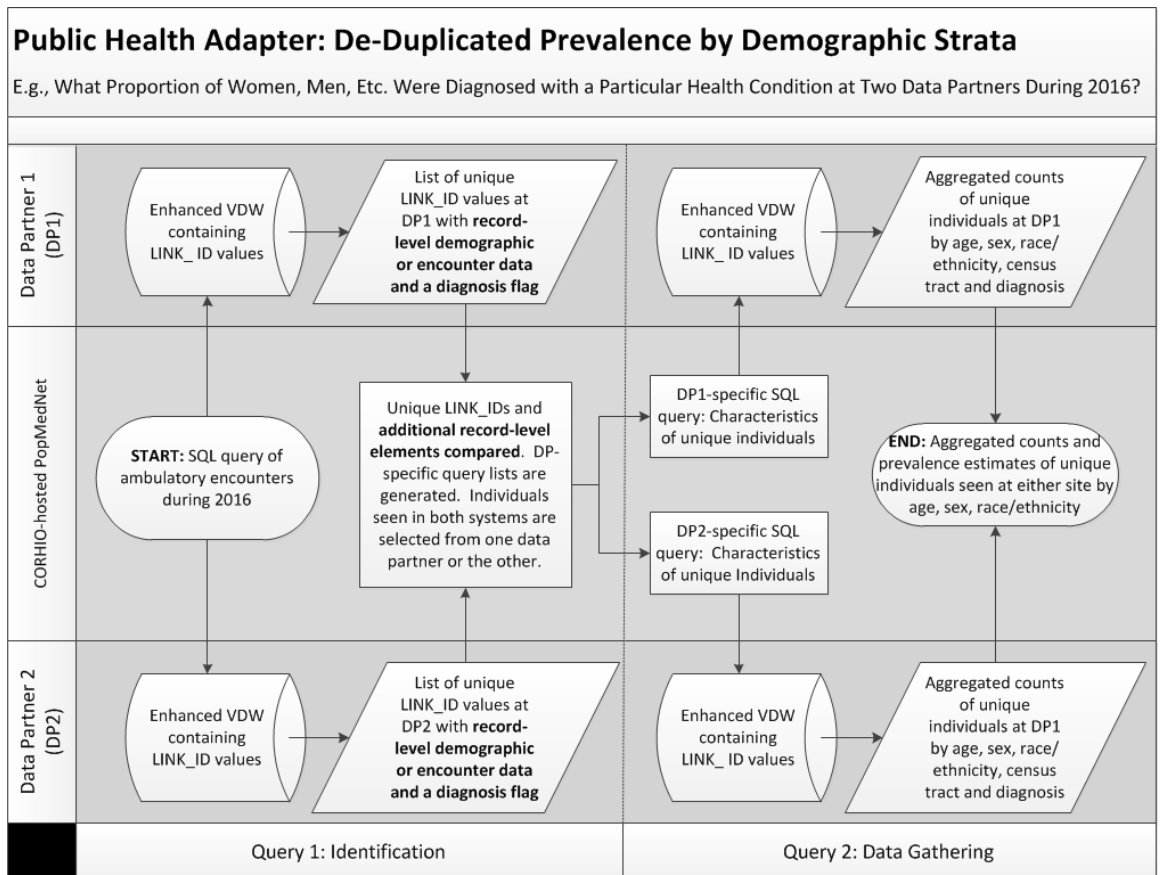 Public Health Adapter: De-Duplicated Prevalence by Demographic Strata
E.g., What Proportion of Women, Men, Etc. Were Diagnosed with a Particular Health Condition at Two Data Partners During 2016?
Data Partner 1
(DP1)
Enhanced VDW
containing
LINK_ ID values
List of unique
LINK_ID values at
DP1 with record-
level demographic
or encounter data
and a diagnosis flag
Enhanced VDW
containing
LINK_ ID values
Aggregated counts
of unique
individuals at DP1
by age, sex, race/
ethnicity, census
tract and diagnosis
CORHIO-hosted PopMedNet
START: SQL query of
ambulatory encounters
during 2016
Unique LINK_IDs and
additional record-level
elements compared. DP-
specific query lists are
generated. Individuals
seen in both systems are
selected from one data
partner or the other.
DP1-specific SQL
query: Characteristics
of unique individuals
DP2-specific SQL
query: Characteristics
of unique Individuals
END: Aggregated counts and
prevalence estimates of unique
individuals seen at either site by
age, sex, race/ethnicity
Data Partner 2
(DP2)
Enhanced VDW
containing
LINK_ID values
List of unique
LINK_ID values at
DP2 with record-
level demographic
or encounter data
and a diagnosis flag
Enhanced VDW
containing
LINK_ ID values
Aggregated counts
of unique
individuals at DP1
by age, sex, race/
ethnicity, census
tract and diagnosis
Query 1: Identification
Query 2: Data Gathering